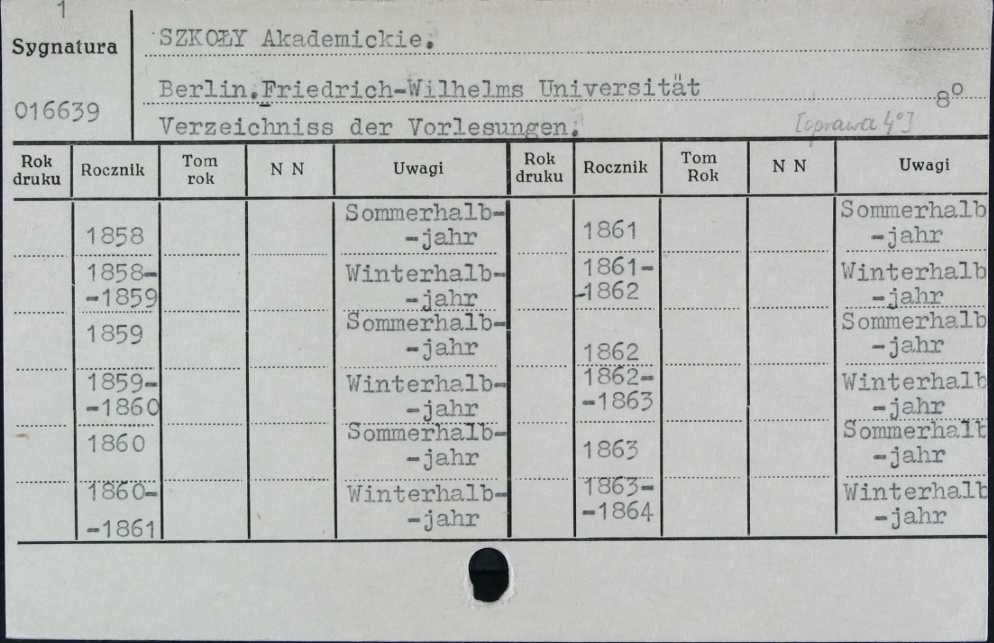 1
Sygnatura
SZKOŁY Akademickie.
Berlin.Friedrich-Wilhelms Universität
8°
016639
Verzeichniss der Vorlesungen.
[oprawa 4°]
Rok druku Rocznik Tom rok N N Uwagi Rok druku Rocznik Tom Rok N N Uwagi
1858 Sommerhalb- 1861 Sommerhalb
-jahr -jahr
1858- Winterhalb- 1861- Winterhalb
-1859 -jahr -1862 -jahr
1859 Sommerhalb- 1862 Sommerhalb
-jahr -jahr
1859- Winterhalb- 1862- Winterhalb
-1860 -jahr -1863 -jahr
1860 Sommerhalb- 1863 Sommerhalb
-jahr -jahr
1860- Winterhalb- 1863- Winterhalb
-1861 -jahr -1864 -jahr